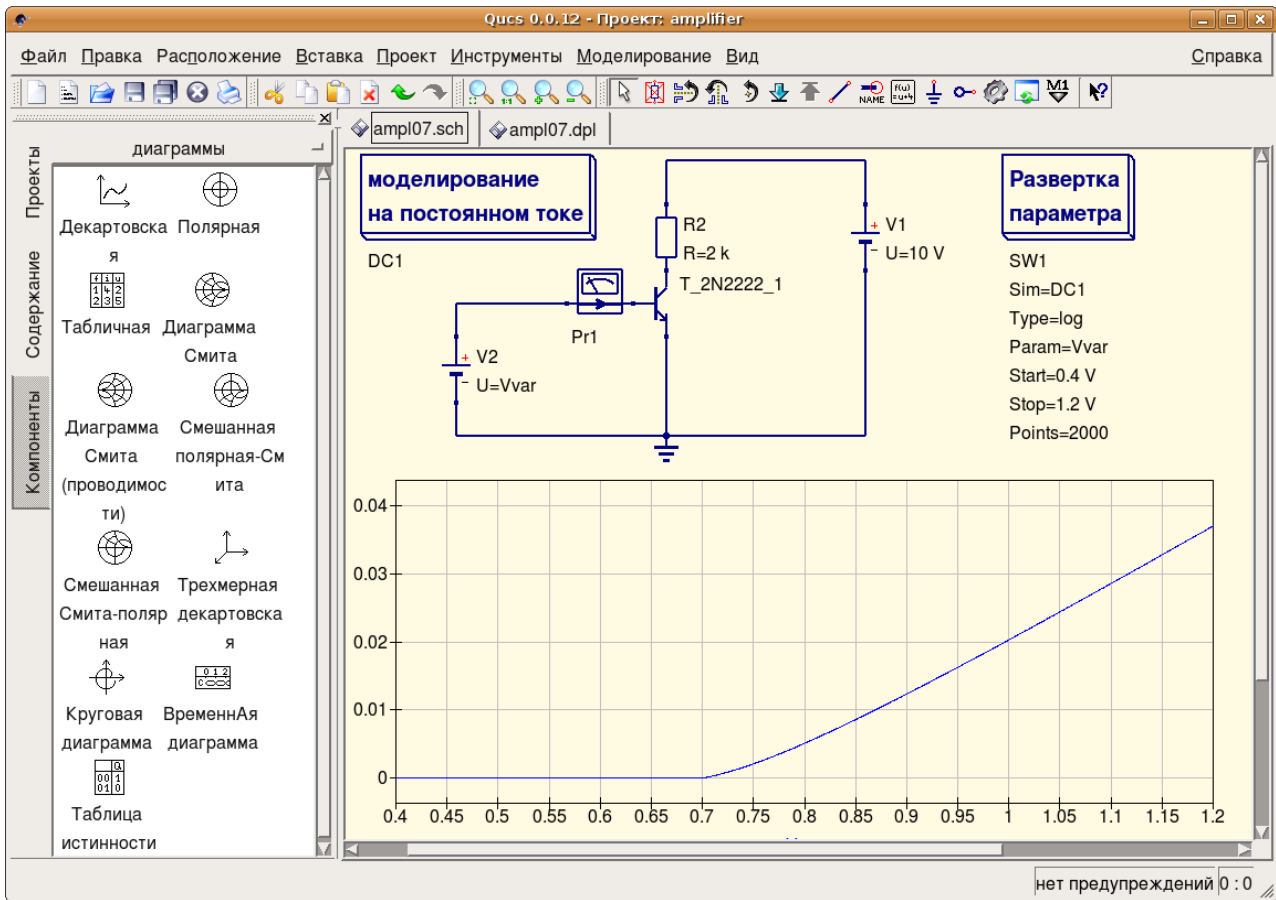 Qucs 0.0.12 - Проект: amplifier
Файл Правка Расположение Вставка Проект Инструменты Моделирование Вид Справка
NAME
f(ω)
=u+4
M1
ampl07.sch ampl07.dpl
Проекты
Содержание
Компоненты
диаграммы
Декартовска
я
Полярная
Табличная
Диаграмма
Смита
Диаграмма
Смита
(проводимос
ти)
Смешанная
полярная-См
ита
Смешанная
Смита-поляр
ная
Трехмерная
декартовска
я
Круговая
диаграмма
ВременнАя
диаграмма
Таблица
истинности
моделирование
на постоянном токе
DC1
R2
R=2 k
T_2N2222_1
Pr1
V2
U=Vvar
V1
U=10 V
Развертка
параметра
SW1
Sim=DC1
Type=log
Param=Vvar
Start=0.4 V
Stop=1.2 V
Points=2000
0.04
0.03
0.02
0.01
0
0.4 0.45 0.5 0.55 0.6 0.65 0.7 0.75 0.8 0.85 0.9 0.95 1 1.05 1.1 1.15 1.2
нет предупреждений 0 : 0